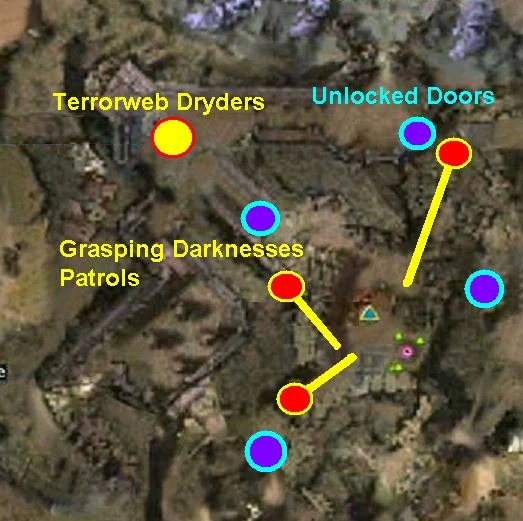 Terrorweb Dryders
Unlocked Doors
Grasping Darknesses
Patrols
e